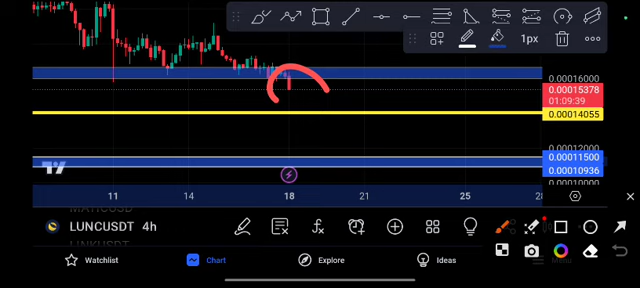 1px
0.00016000
0.00015378
01:09:39
0.00014055
0.00012000
0.00011500
0.00010936
11
14
18
21
25
28
LUNCUSDT 4h
Watchlist
Chart
Explore
Ideas